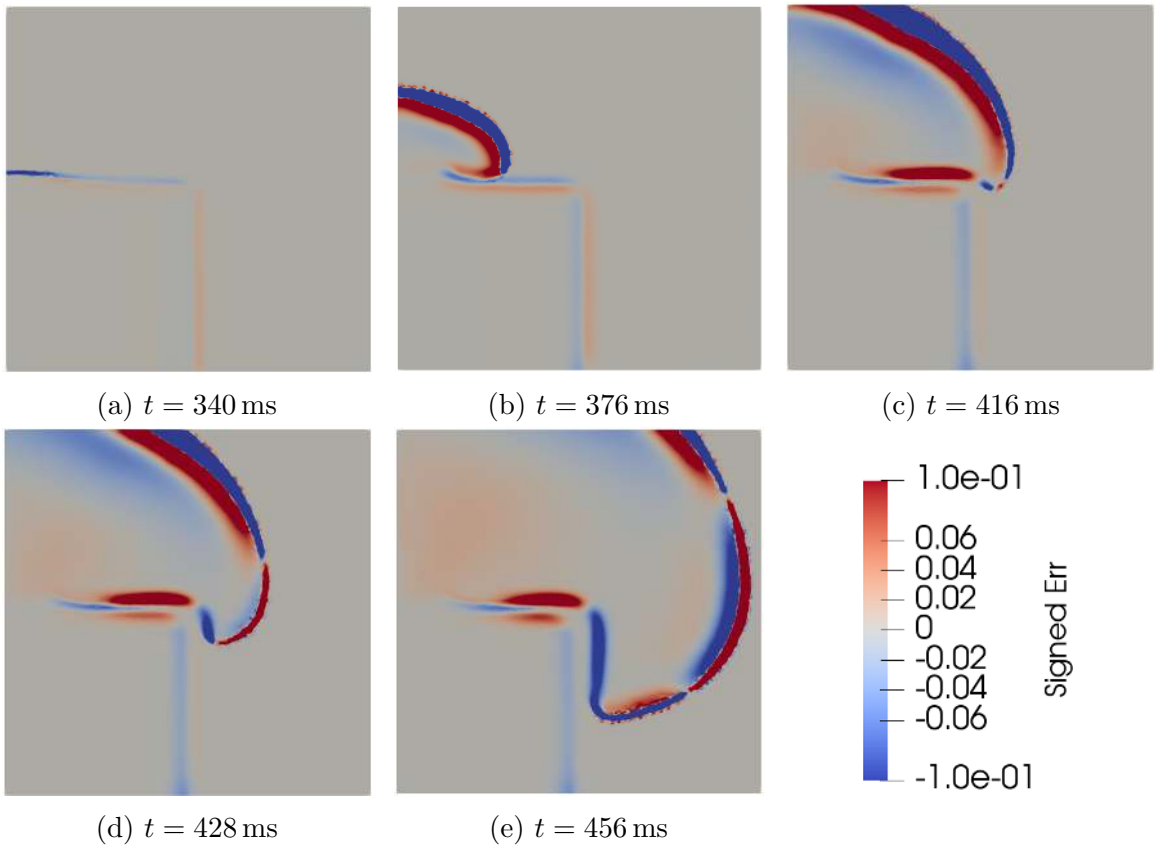 (a) t = 340 ms
(b) t = 376 ms
(c) t = 416 ms
1.0e-01
0.06
0.04
0.02
0
-0.02
-0.04
-0.06
-1.0e-01
Signed Err
(d) t = 428 ms
(e) t = 456 ms